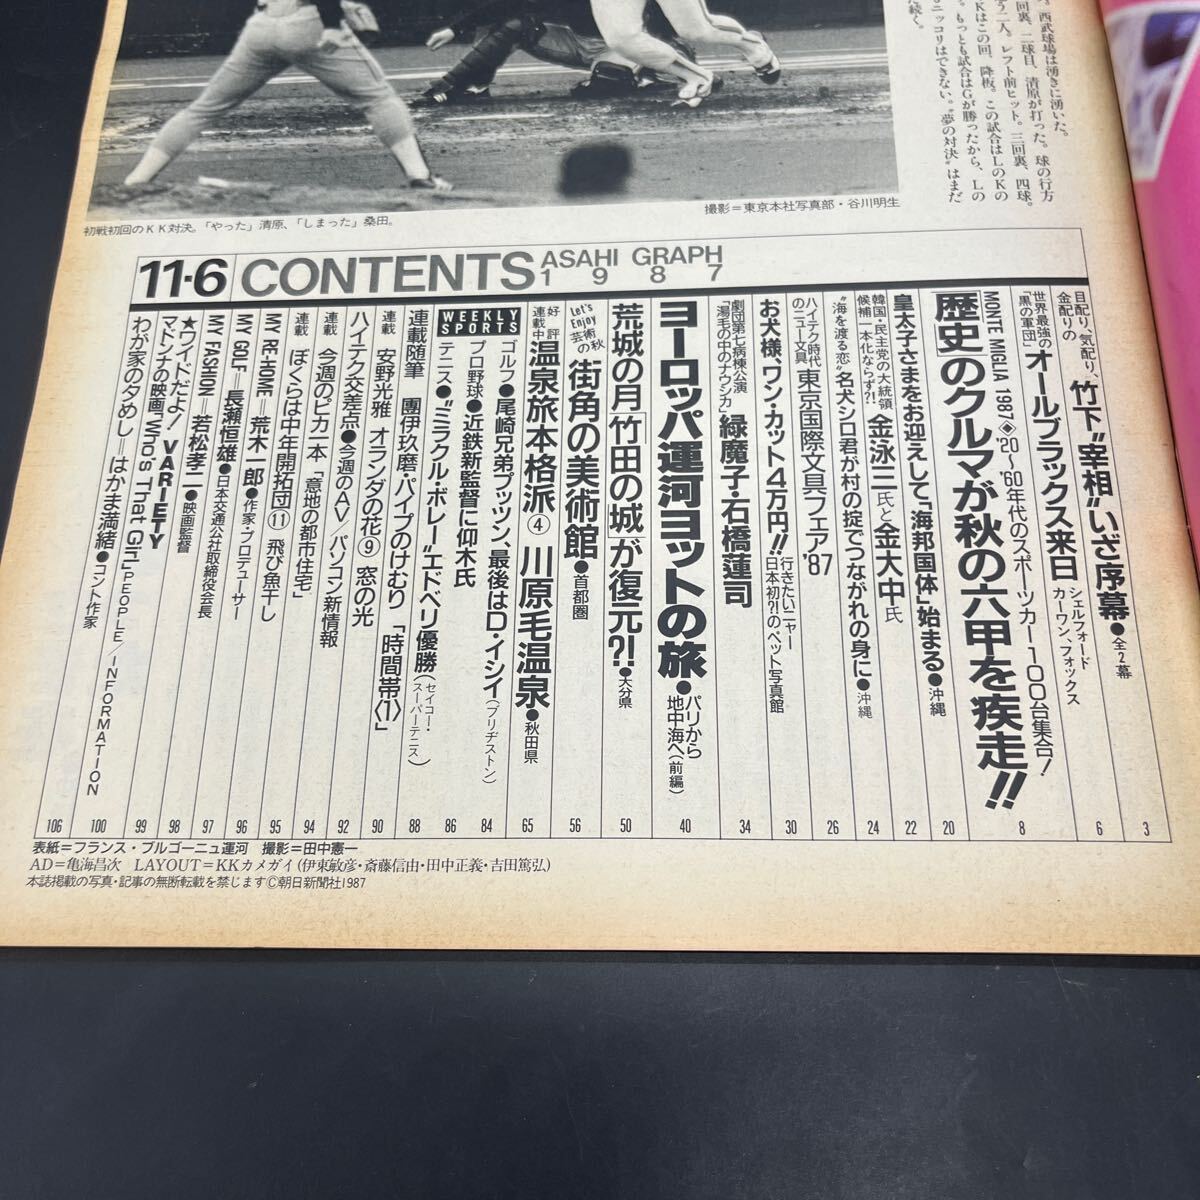 。西武球場は湧きに湧いた。
回裏、二球目、清原が打った。球の行方
う二人。レフト前ヒット。三回裏、四球。
Kはこの回、降板。この試合はLのKの
。もっとも試合はGが勝ったから、Lの
ニッコリはできない。“夢の対決”はまだ
た続く。
撮影＝東京本社写真部・谷川明生
初戦初回のＫＫ対決。「やった」清原、「しまった」桑田。
11・6 CONTENTS ASAHI GRAPH 1987
目配り、気配り、金配りの 竹下“宰相”いざ序幕●全2幕 3
世界最強の「黒の軍団」 オールブラックス来日 シェルフォード カーワン、フォックス 6
MONTE MIGLIA 1987◆'20〜'60年代のスポーツカー100台集合！
「歴史」のクルマが秋の六甲を疾走!! 8
皇太子さまをお迎えして「海邦国体」始まる●沖縄 20
韓国・民主党の大統領候補一本化ならず?! 金泳三氏と金大中氏 22
“海を渡る恋”名犬シロ君が村の掟でつながれの身に●沖縄 24
ハイテク時代のニュー文具 東京国際文具フェア'87 26
お犬様、ワン・カット4万円!! 行きたいニャー 日本初?!のペット写真館 30
劇団第七病棟公演「湯毛の中のナウシカ」 緑魔子・石橋蓮司 34
ヨーロッパ運河ヨットの旅●パリから地中海へ（前編） 40
荒城の月「竹田の城」が復元?!●大分県 50
Let's Enjoy 芸術の秋 街角の美術館●首都圏 56
好評連載中 温泉旅本格派④ 川原毛温泉●秋田県 65
WEEKLY SPORTS
ゴルフ●尾崎兄弟プッツン、最後はD・イシイ（ブリヂストン） 84
プロ野球●近鉄新監督に仰木氏
テニス●“ミラクル・ボレー”エドベリ優勝（セイコー・スーパーテニス） 86
連載随筆 團伊玖磨・パイプのけむり「時間帯〈1〉」 88
連載 安野光雅 オランダの花⑨ 窓の光 90
ハイテク交差点●今週のAV／パソコン新情報 92
連載 今週のピカ一本「意地の都市住宅」 94
連載 ぼくらは中年開拓団⑪ 飛び魚干し 95
MY RE-HOME＝荒木一郎●作家・プロデューサー 96
MY GOLF＝長瀬恒雄●日本交通公社取締役会長 97
MY FASHION＝若松孝二●映画監督 98
★ワイドだよ！ VARIETY 99
マドンナの映画「Who's That Girl」PEOPLE／INFORMATION 100
わが家の夕めし＝はかま満緒●コント作家 106
表紙＝フランス・ブルゴーニュ運河　撮影＝田中憲一
AD＝亀海昌次　LAYOUT＝KKカメガイ（伊東敏彦・斎藤信由・田中正義・吉田篤弘）
本誌掲載の写真・記事の無断転載を禁じます©朝日新聞社1987